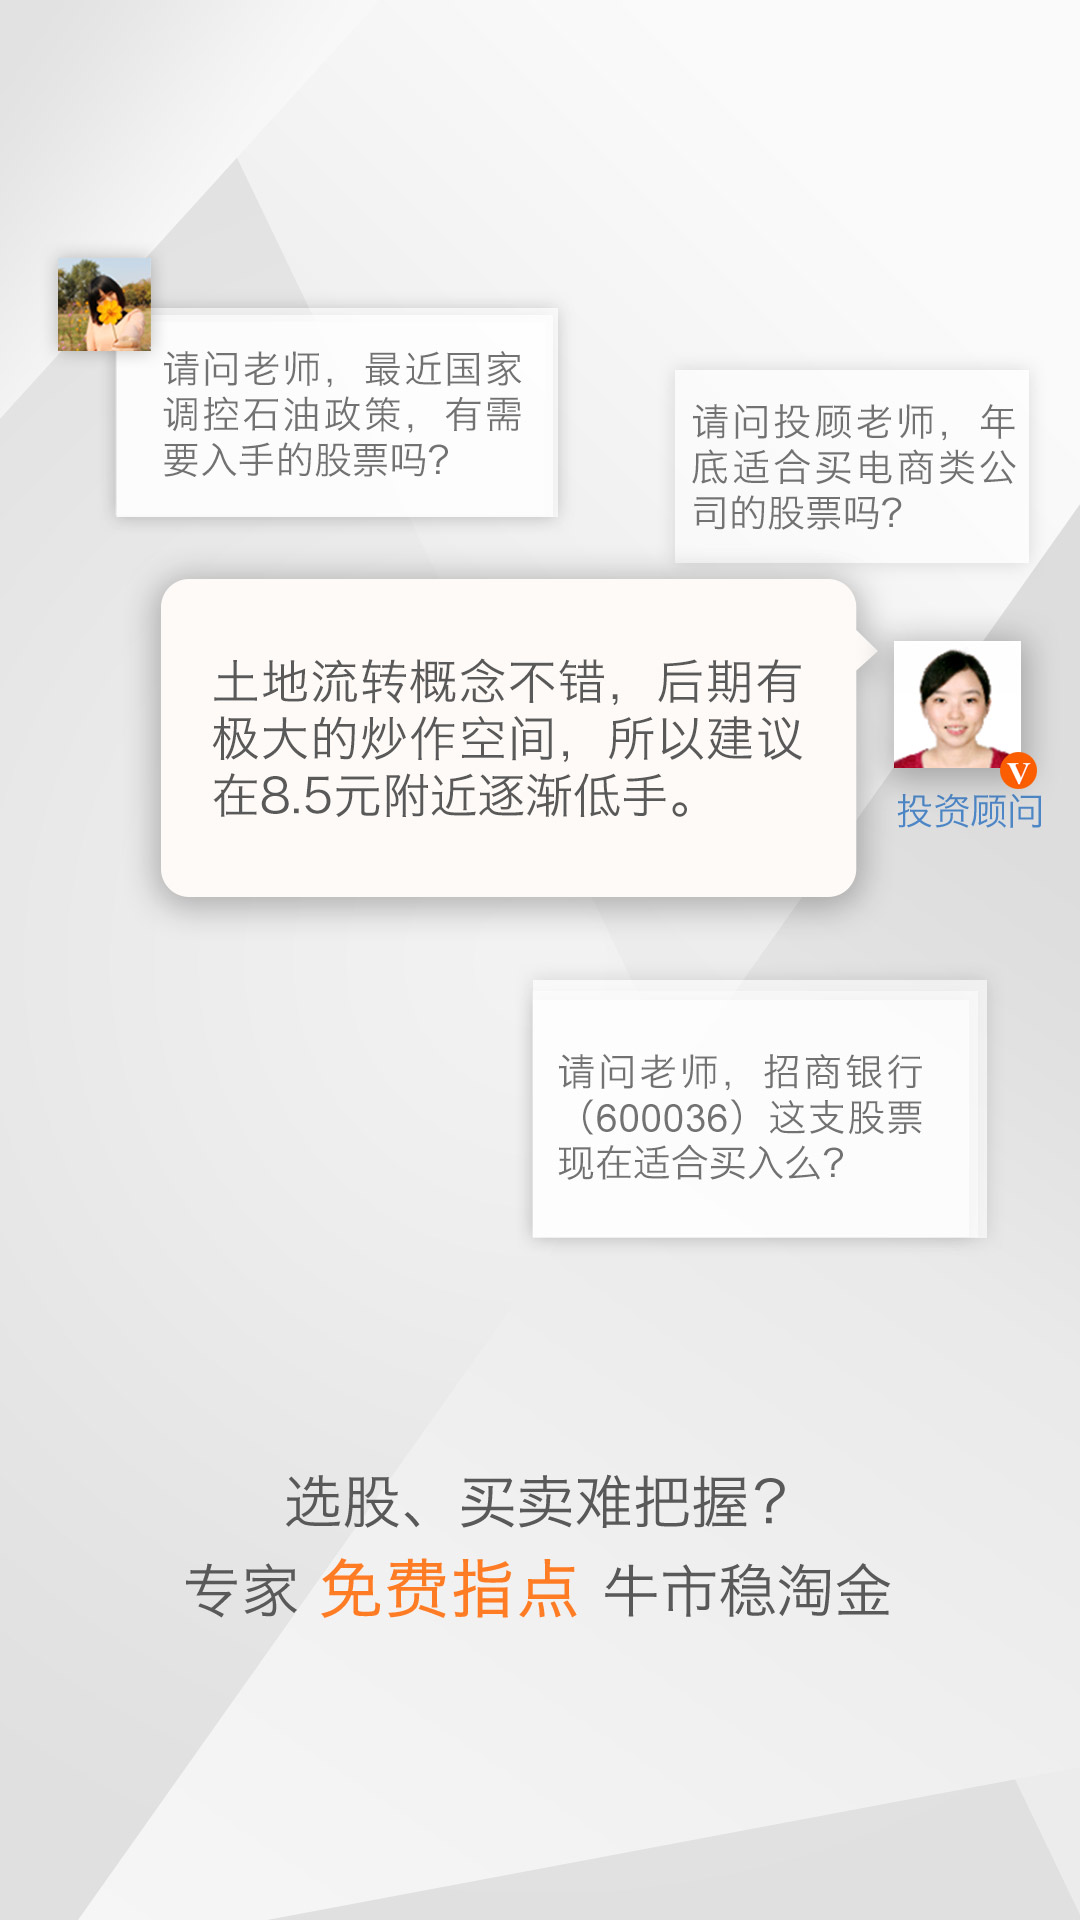 请问老师，最近国家
调控石油政策，有需
要入手的股票吗？
请问投顾老师，年
底适合买电商类公
司的股票吗？
土地流转概念不错，后期有
极大的炒作空间，所以建议
在8.5元附近逐渐低手。
V
投资顾问
请问老师，招商银行
（600036）这支股票
现在适合买入么？
选股、买卖难把握？
专家 免费指点 牛市稳淘金